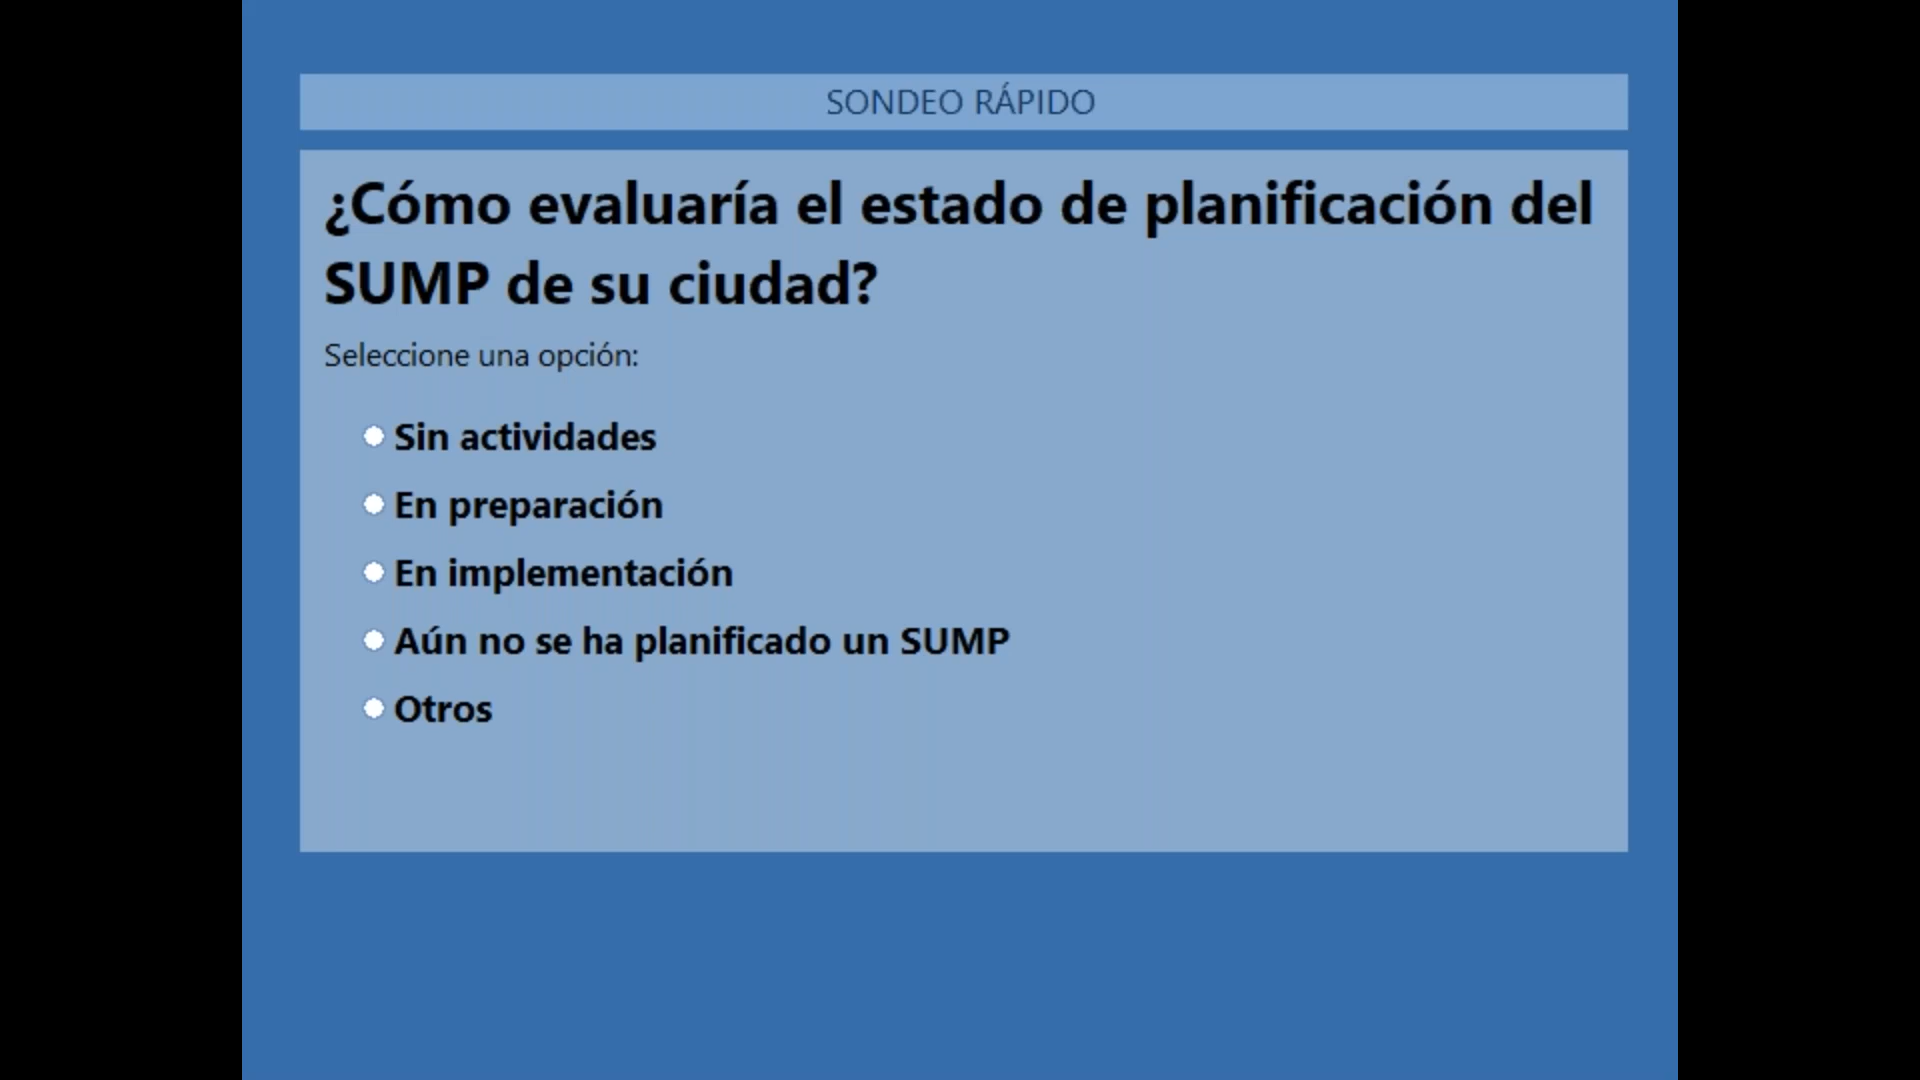 SONDEO RÁPIDO
¿Cómo evaluaría el estado de planificación del
SUMP de su ciudad?
Seleccione una opción:
Sin actividades
En preparación
En implementación
Aún no se ha planificado un SUMP
Otros